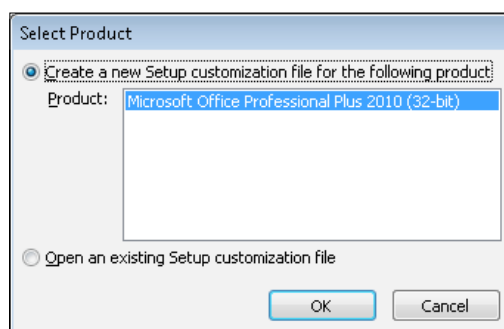 Select Product
Create a new Setup customization file for the following product
Product:
Microsoft Office Professional Plus 2010 (32-bit)
Open an existing Setup customization file
OK
Cancel